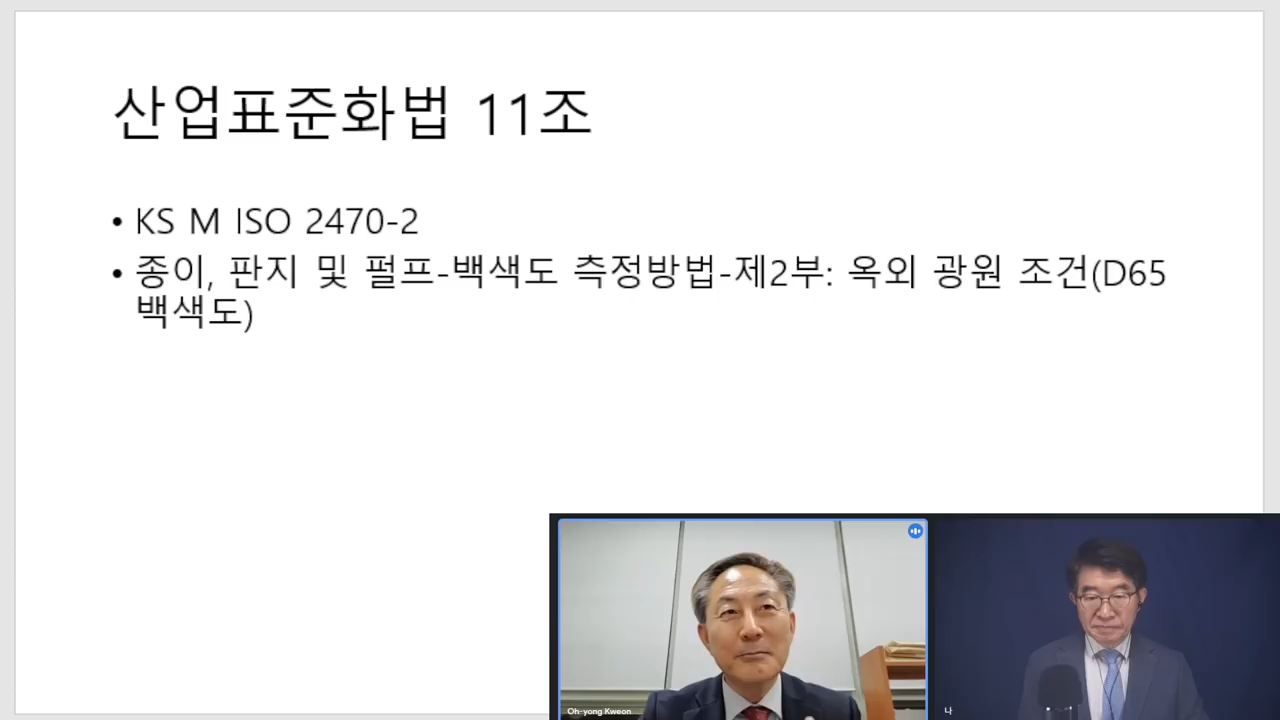 산업표준화법 11조
• KS M ISO 2470-2
• 종이, 판지 및 펄프-백색도 측정방법-제2부: 옥외 광원 조건(D65
백색도)
Oh-yong Kweon
나